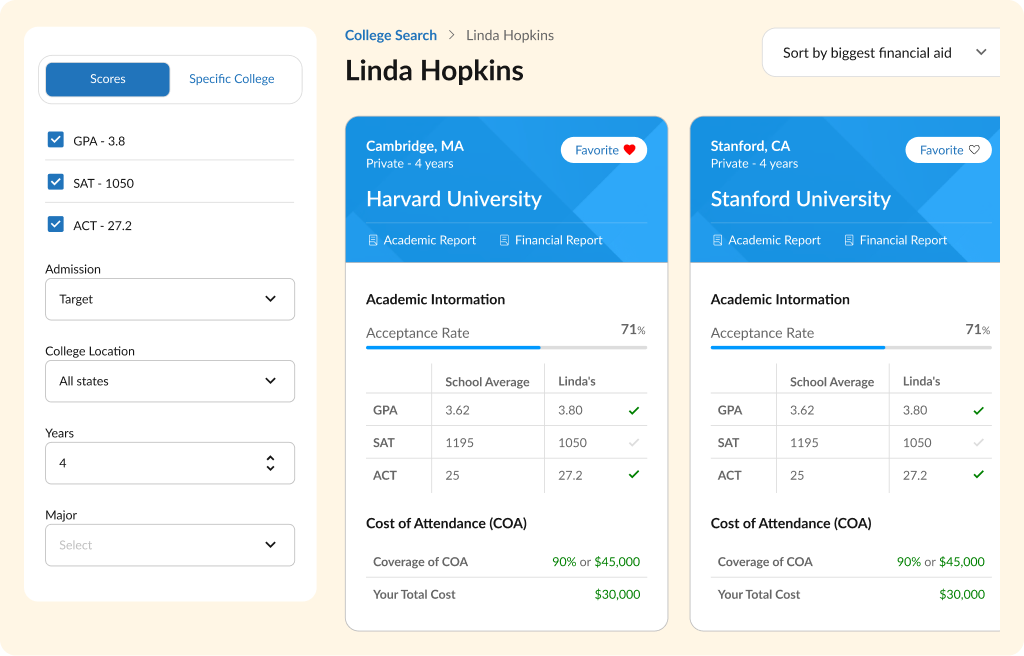 Scores Specific College
GPA - 3.8
SAT - 1050
ACT - 27.2
Admission
Target
College Location
All states
Years
4
Major
Select
College Search > Linda Hopkins
Linda Hopkins
Sort by biggest financial aid
Cambridge, MA
Private - 4 years
Favorite
Harvard University
Academic Report Financial Report
Academic Intormation
Acceptance Rate 71%
School Average Linda's
GPA 3.62 3.80
SAT 1195 1050
ACT 25 27.2
Cost of Attendance (COA)
Coverage of COA 90% or $45,000
Your Total Cost $30,000
Stanford, CA
Private - 4 years
Favorite
Stanford University
Academic Report Financial Report
Academic Intormation
Acceptance Rate 71%
School Average Linda's
GPA 3.62 3.80
SAT 1195 1050
ACT 25 27.2
Cost of Attendance (COA)
Coverage of COA 90% or $45,000
Your Total Cost $30,000